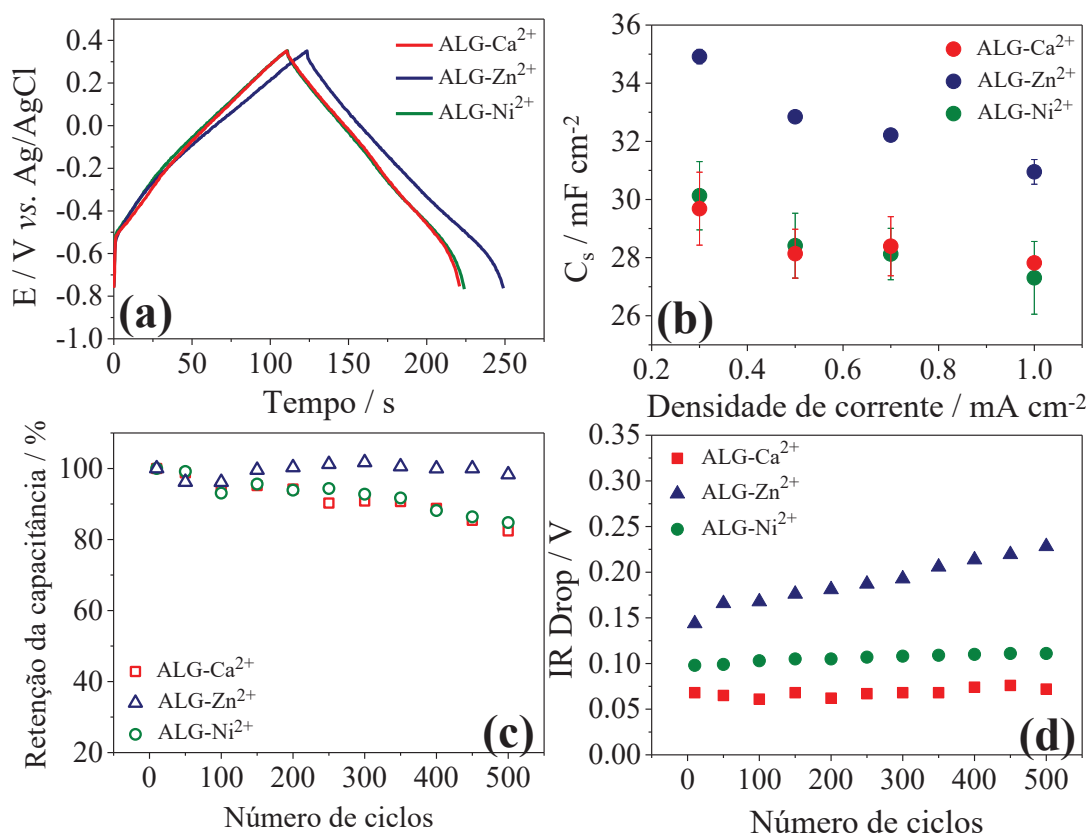 0.4
0.0
-0.2
-0.4
-0.6
-0.8
-1.0
E / V vs. Ag/AgCl
ALG-Ca2+
ALG-Zn2+
ALG-Ni2+
(a)
0 50 100 150 200 250
Tempo / s
36
34
32
30
28
26
Cs / mF cm-2
ALG-Ca2+
ALG-Zn2+
ALG-Ni2+
(b)
0.2 0.4 0.6 0.8 1.0
Densidade de corrente / mA cm-2
100
80
60
40
20
Retenção da capacitância / %
ALG-Ca2+
ALG-Zn2+
ALG-Ni2+
(c)
0 100 200 300 400 500
Número de ciclos
0.35
0.30
0.25
0.20
0.15
0.10
0.05
0.00
IR Drop / V
ALG-Ca2+
ALG-Zn2+
ALG-Ni2+
(d)
0 100 200 300 400 500
Número de ciclos